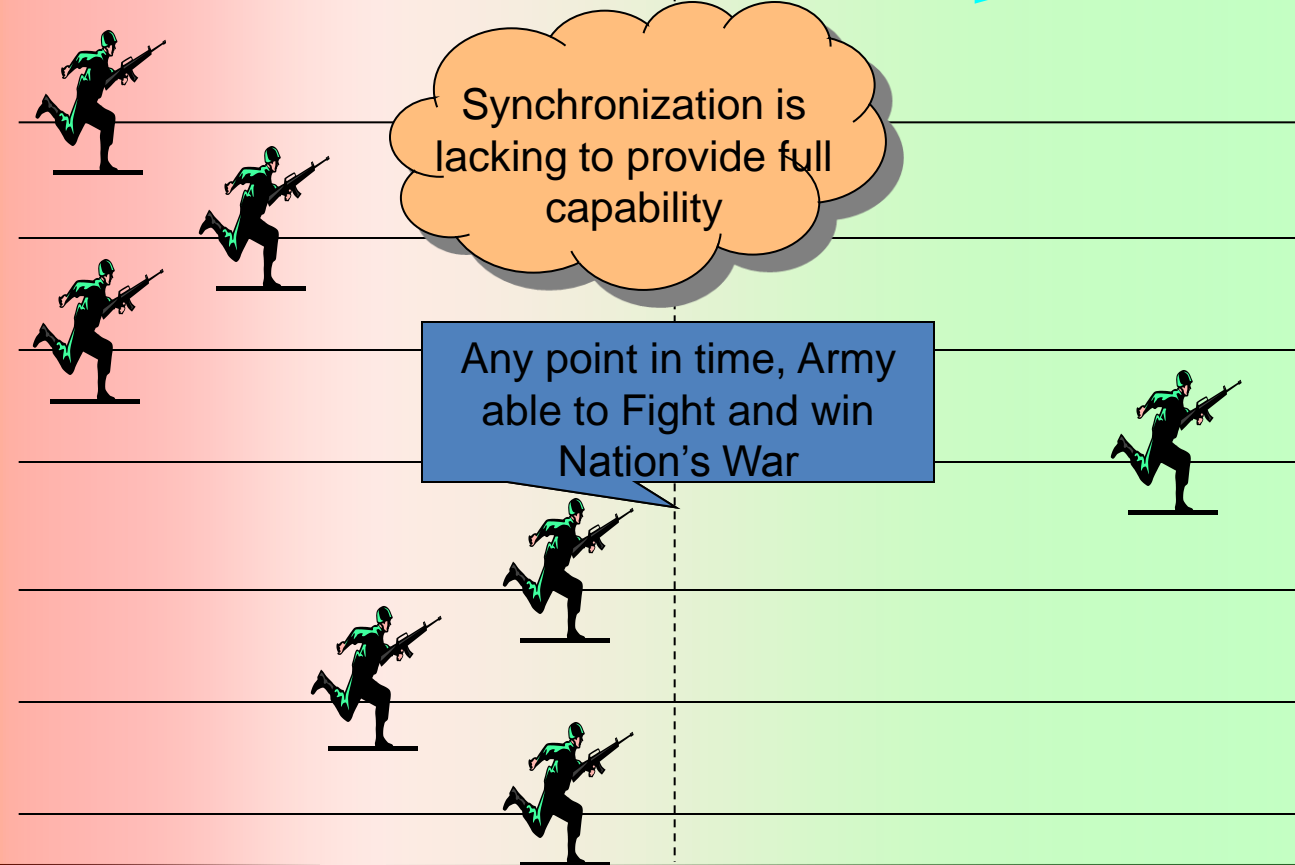 Synchronization is
lacking to provide full
capability
Any point in time, Army
able to Fight and win
Nation’s War